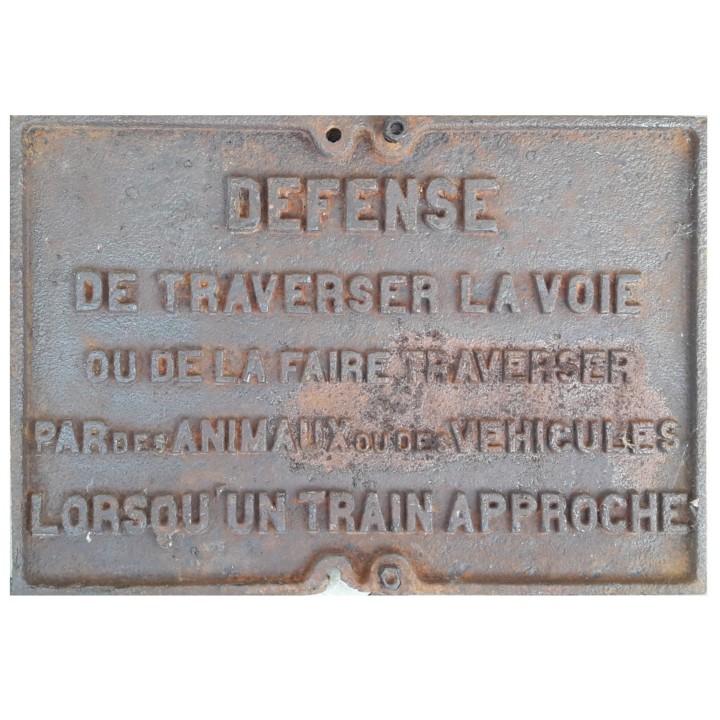 DEFENSE
DE TRAVERSER LA VOIE
OU DE LA FAIRE TRAVERSER
PAR DES ANIMAUX OU DES VEHICULES
LORSQU'UN TRAIN APPROCHE